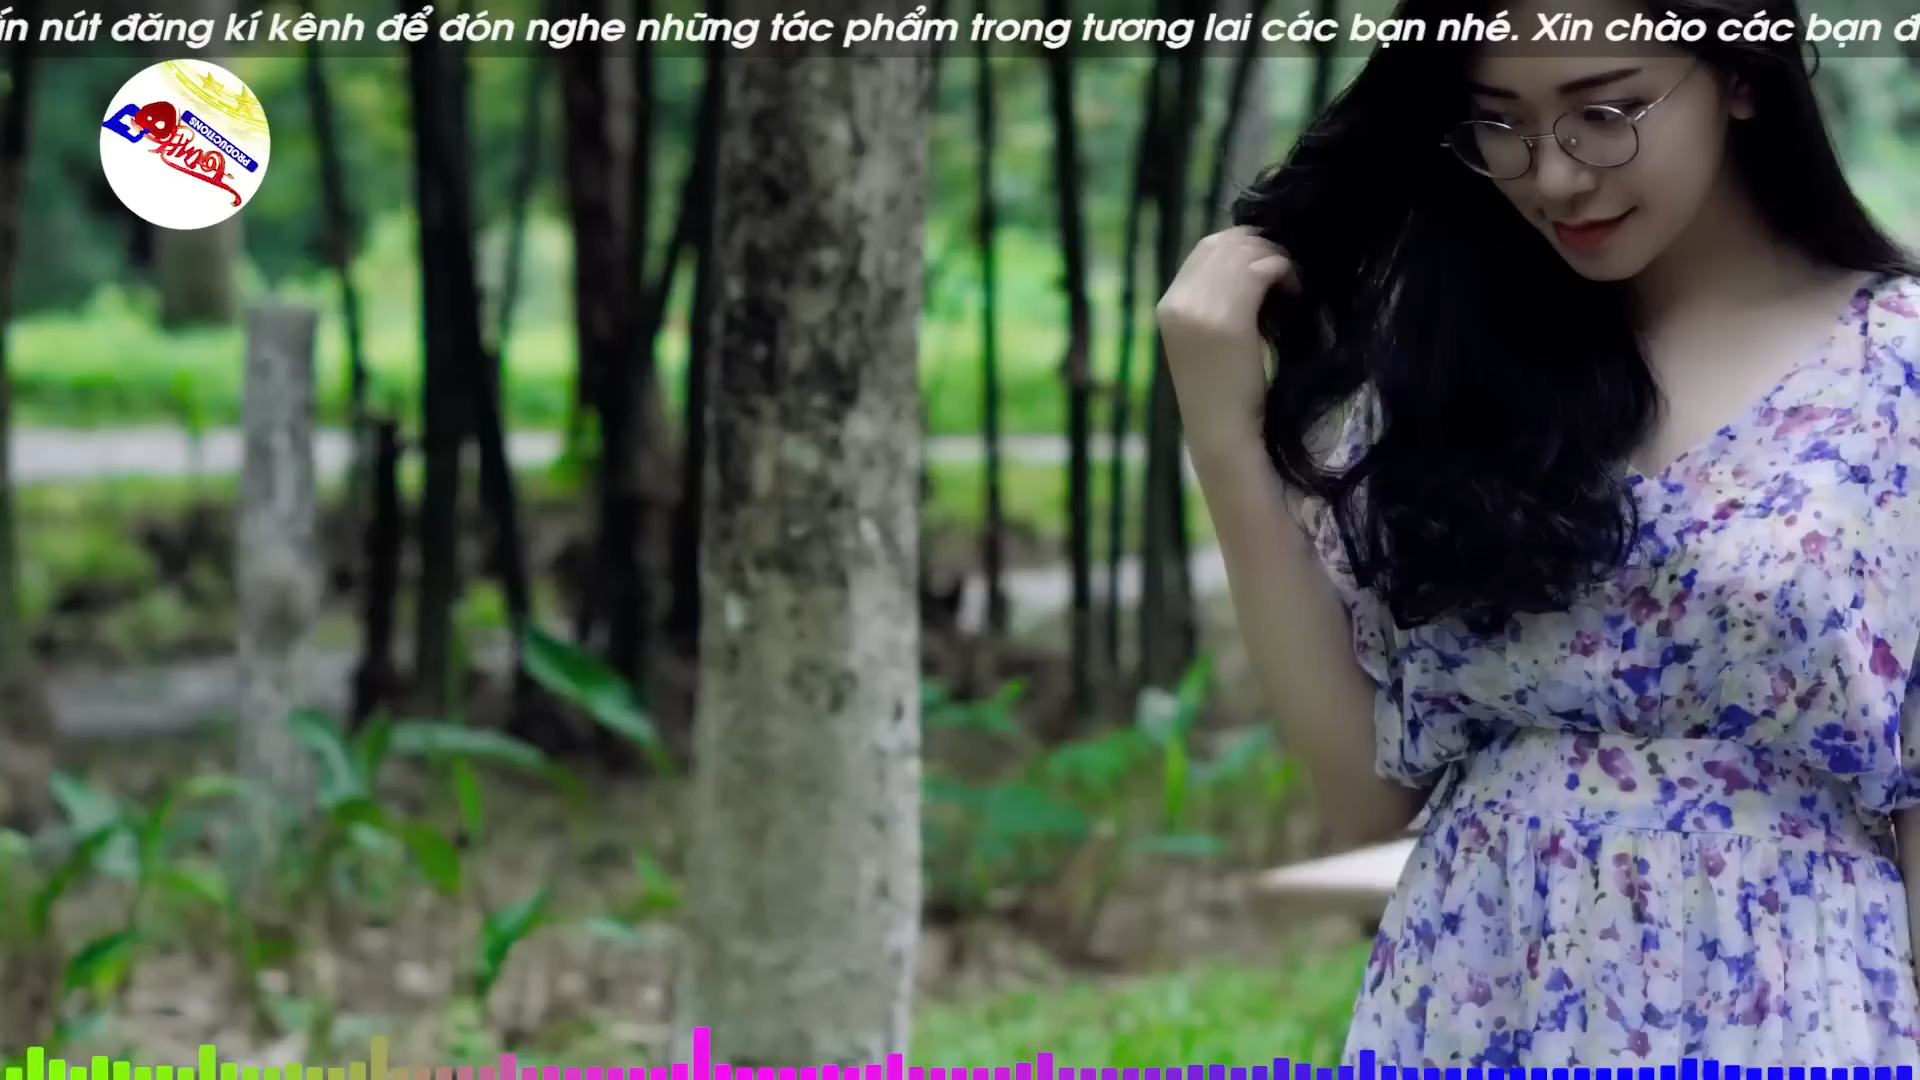 nút đăng kí kênh để đón nghe những tác phẩm trong tương lai các bạn nhé. Xin chào các bạn
PRODUCTIONS